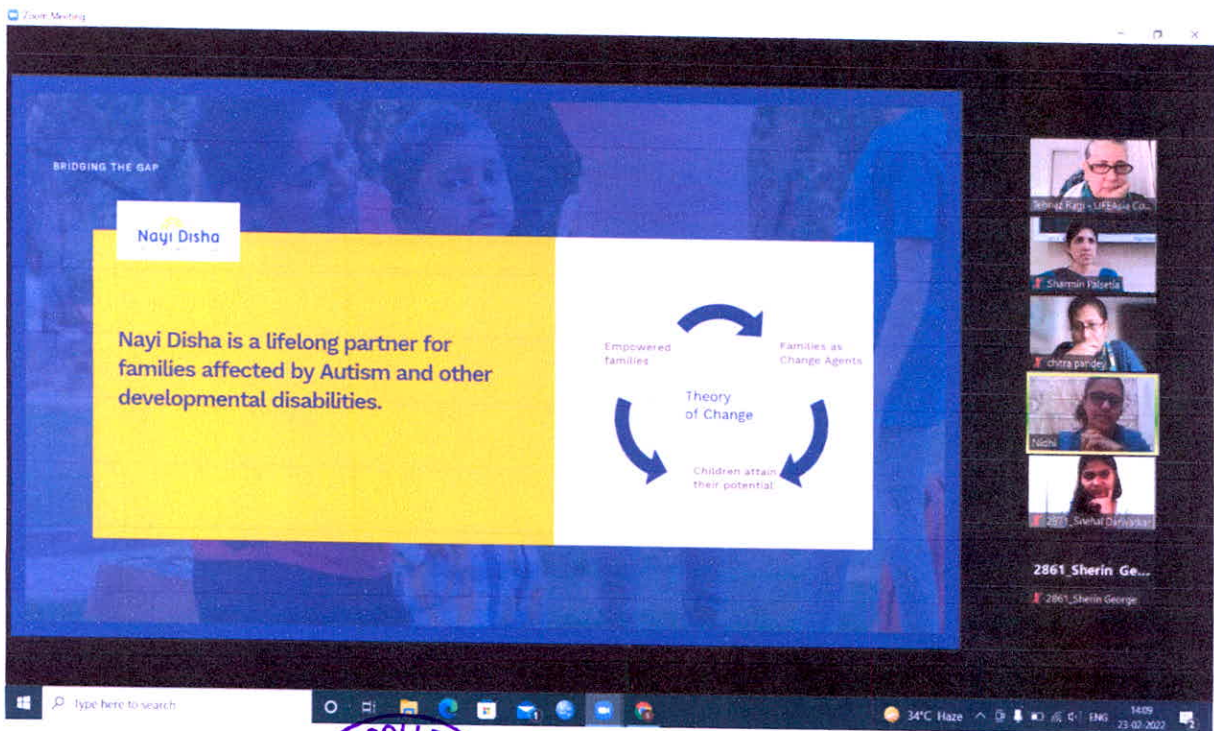 Zoom Meeting
BRIDGING THE GAP
Nayi Disha
Nayi Disha is a lifelong partner for
families affected by Autism and other
developmental disabilities.
Empowered
families
Families as
Change Agents
Theory
of Change
Children attain
their potential
Sharmin
chitra pandey
Nidhi
2861_Sherin Ge...
2861_Sherin George
Type here to search
34°C Haze
ENG
14:09
23-02-2022